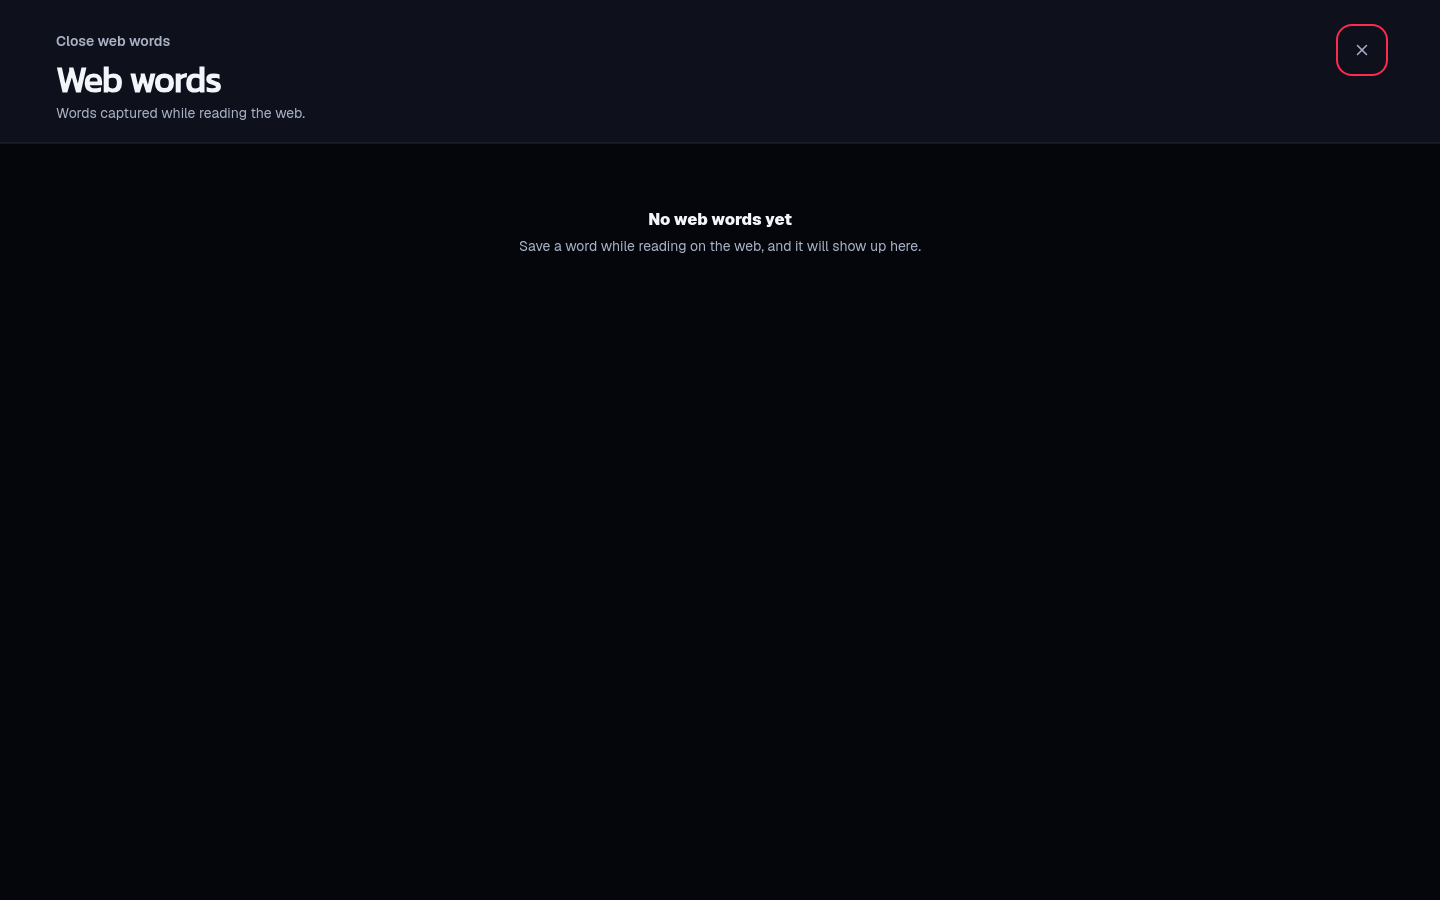 Close web words
Web words
Words captured while reading the web.
No web words yet
Save a word while reading on the web, and it will show up here.